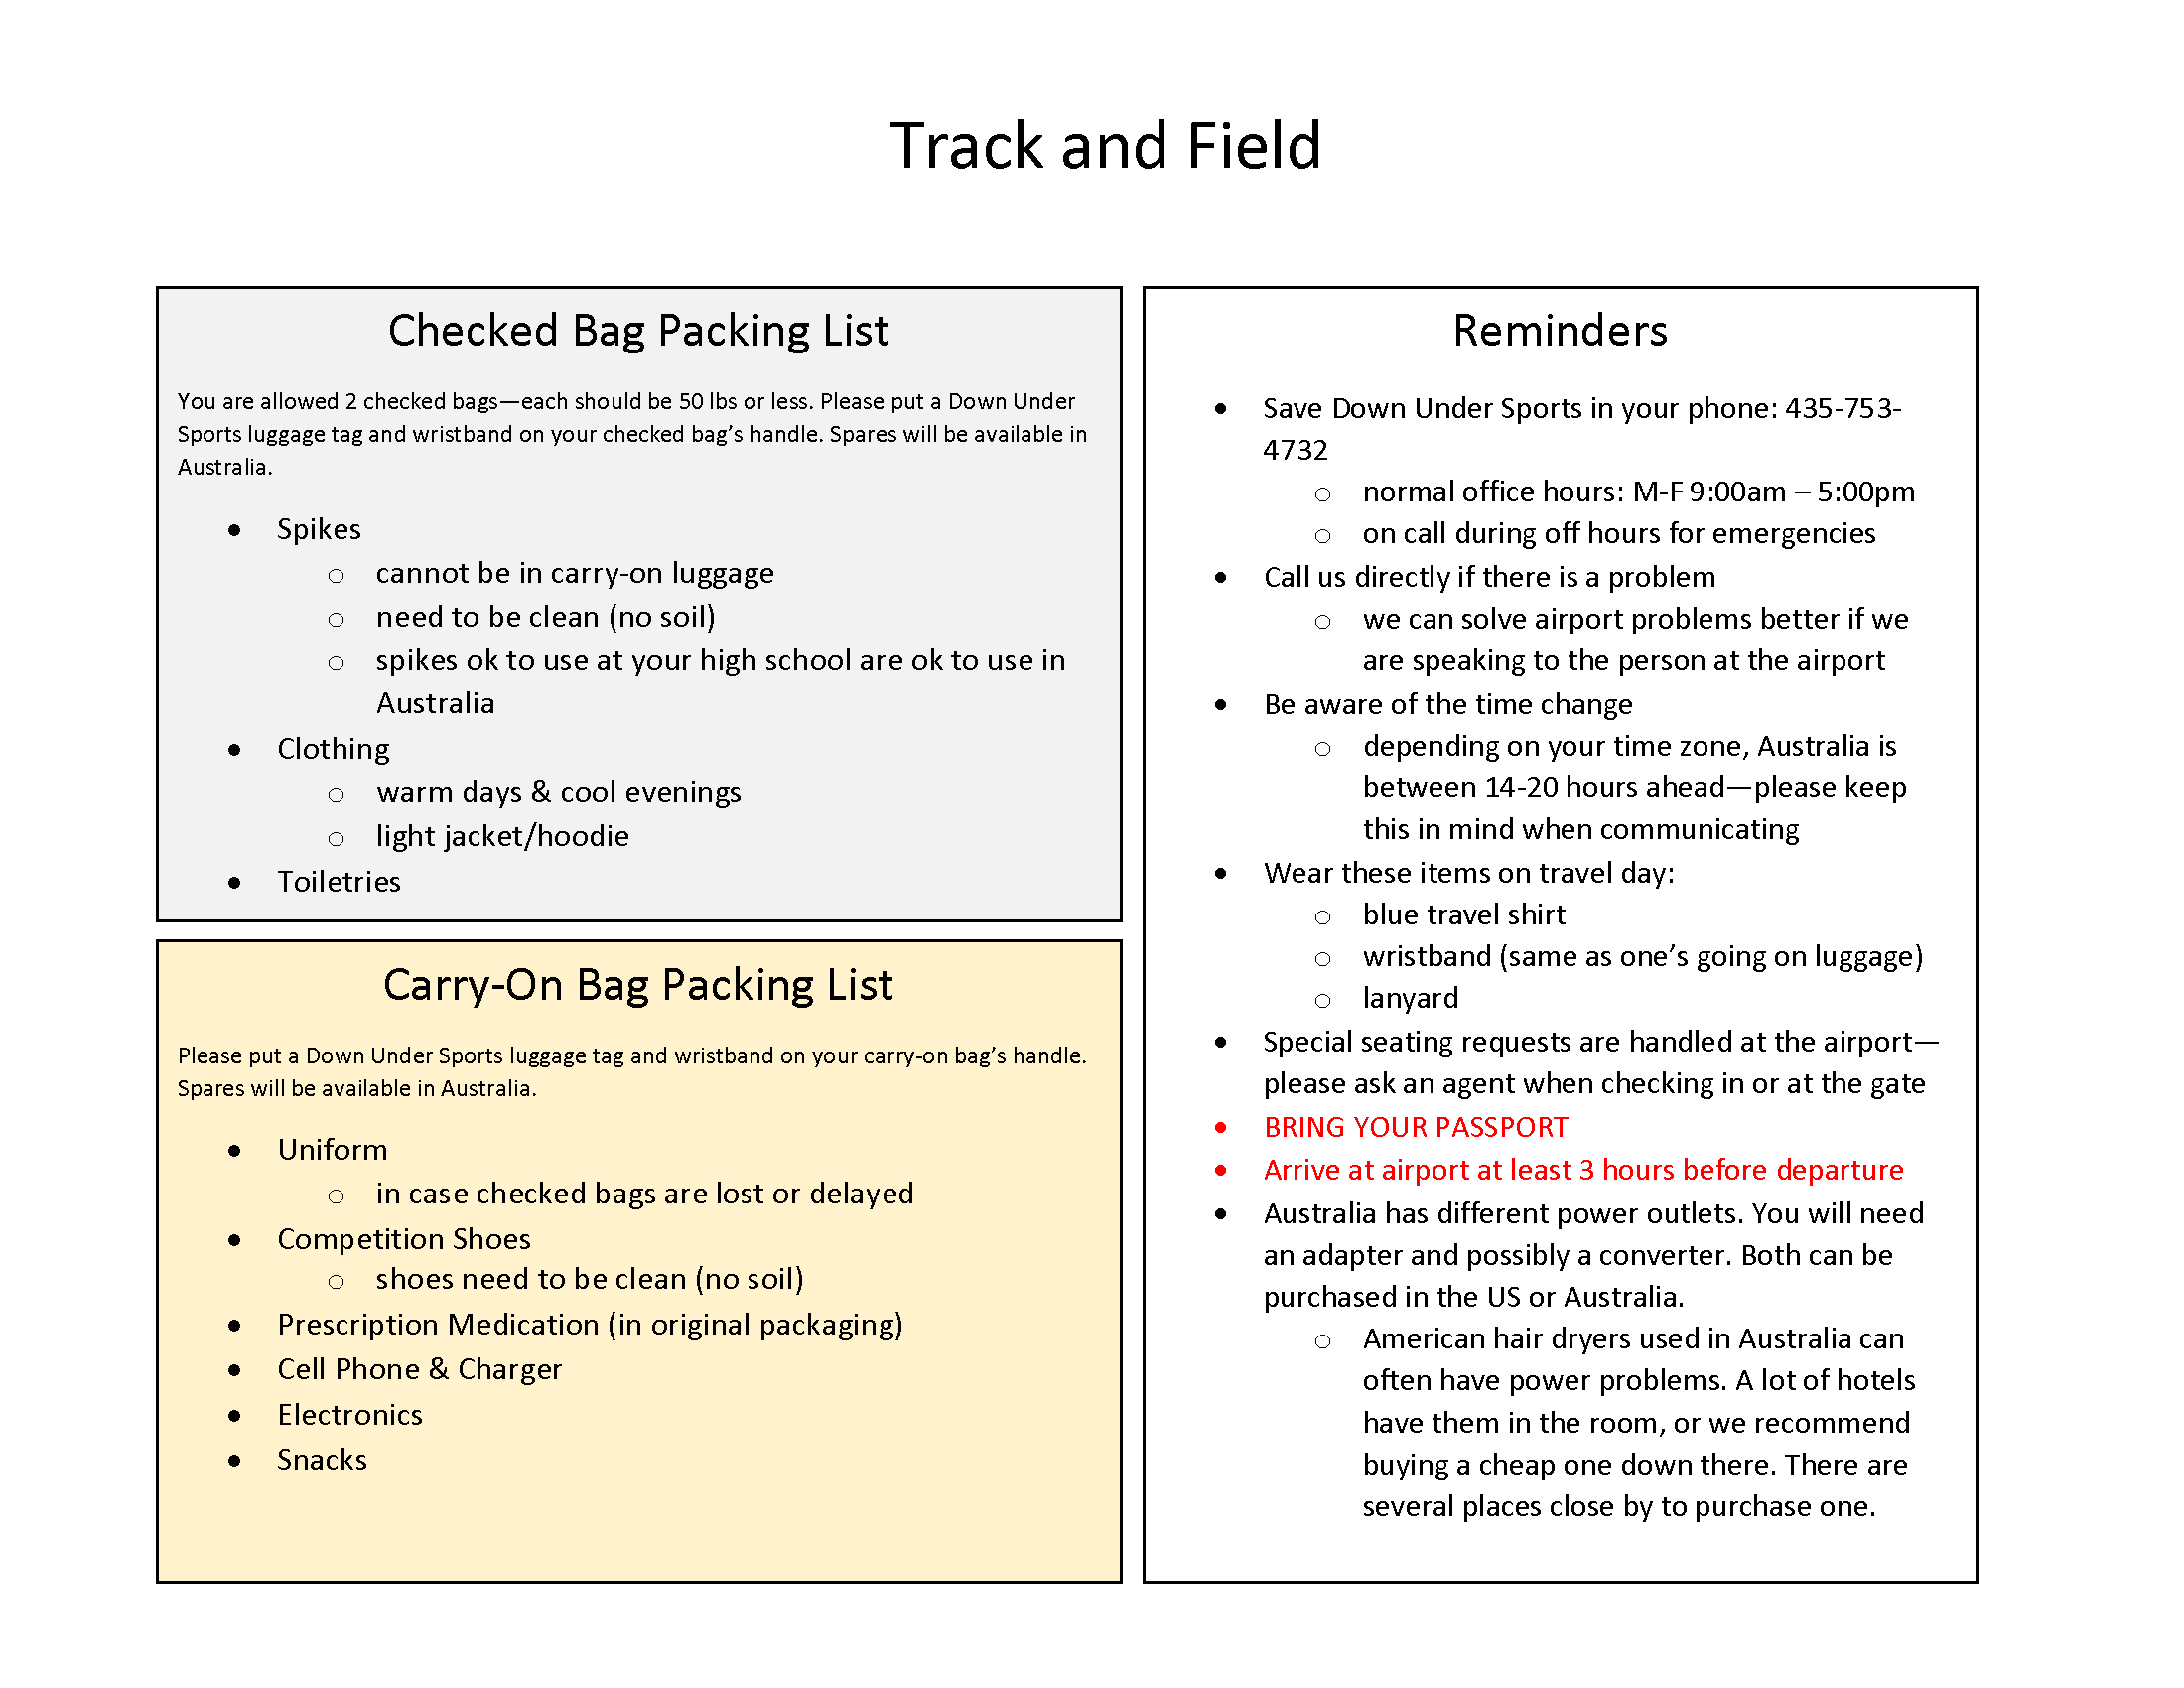 Track and Field
Checked Bag Packing List
You are allowed 2 checked bags—each should be 50 lbs or less. Please put a Down Under
Sports luggage tag and wristband on your checked bag’s handle. Spares will be available in
Australia.
• Spikes
o cannot be in carry-on luggage
o need to be clean (no soil)
o spikes ok to use at your high school are ok to use in
Australia
• Clothing
o warm days & cool evenings
o light jacket/hoodie
• Toiletries
Carry-On Bag Packing List
Please put a Down Under Sports luggage tag and wristband on your carry-on bag’s handle.
Spares will be available in Australia.
• Uniform
o in case checked bags are lost or delayed
• Competition Shoes
o shoes need to be clean (no soil)
• Prescription Medication (in original packaging)
• Cell Phone & Charger
• Electronics
• Snacks
Reminders
• Save Down Under Sports in your phone: 435-753-
4732
o normal office hours: M-F 9:00am – 5:00pm
o on call during off hours for emergencies
• Call us directly if there is a problem
o we can solve airport problems better if we
are speaking to the person at the airport
• Be aware of the time change
o depending on your time zone, Australia is
between 14-20 hours ahead—please keep
this in mind when communicating
• Wear these items on travel day:
o blue travel shirt
o wristband (same as one’s going on luggage)
o lanyard
• Special seating requests are handled at the airport—
please ask an agent when checking in or at the gate
• BRING YOUR PASSPORT
• Arrive at airport at least 3 hours before departure
• Australia has different power outlets. You will need
an adapter and possibly a converter. Both can be
purchased in the US or Australia.
o American hair dryers used in Australia can
often have power problems. A lot of hotels
have them in the room, or we recommend
buying a cheap one down there. There are
several places close by to purchase one.